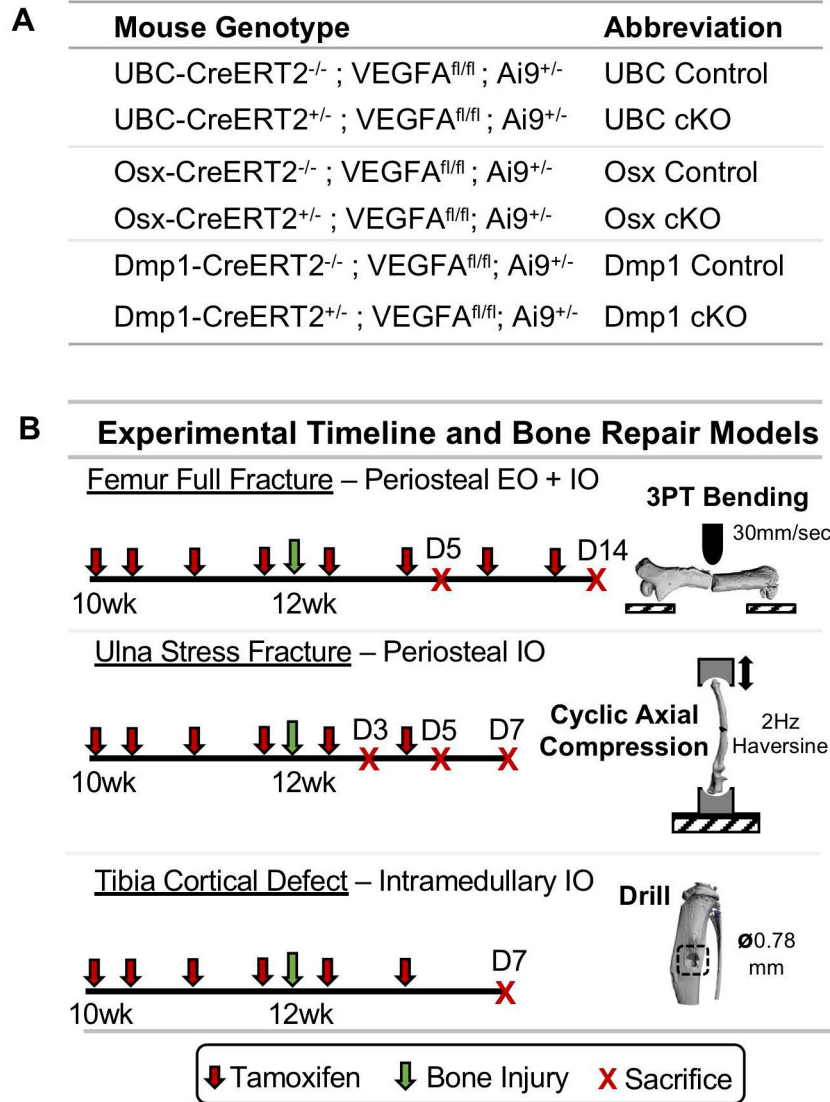 A
Mouse Genotype Abbreviation
UBC-CreERT2-/- ; VEGFAfl/fl ; Ai9+/- UBC Control
UBC-CreERT2+/- ; VEGFAfl/fl ; Ai9+/- UBC cKO
Osx-CreERT2-/- ; VEGFAfl/fl ; Ai9+/- Osx Control
Osx-CreERT2+/- ; VEGFAfl/fl; Ai9+/- Osx cKO
Dmp1-CreERT2-/- ; VEGFAfl/fl; Ai9+/- Dmp1 Control
Dmp1-CreERT2+/- ; VEGFAfl/fl; Ai9+/- Dmp1 cKO
B
Experimental Timeline and Bone Repair Models
Femur Full Fracture – Periosteal EO + IO
3PT Bending
30mm/sec
D5 D14
X X
10wk 12wk
Ulna Stress Fracture – Periosteal IO
Cyclic Axial
Compression
2Hz
Haversine
D3 D5 D7
X X X
10wk 12wk
Tibia Cortical Defect – Intramedullary IO
Drill
ø0.78
mm
D7
X
10wk 12wk
Tamoxifen Bone Injury X Sacrifice